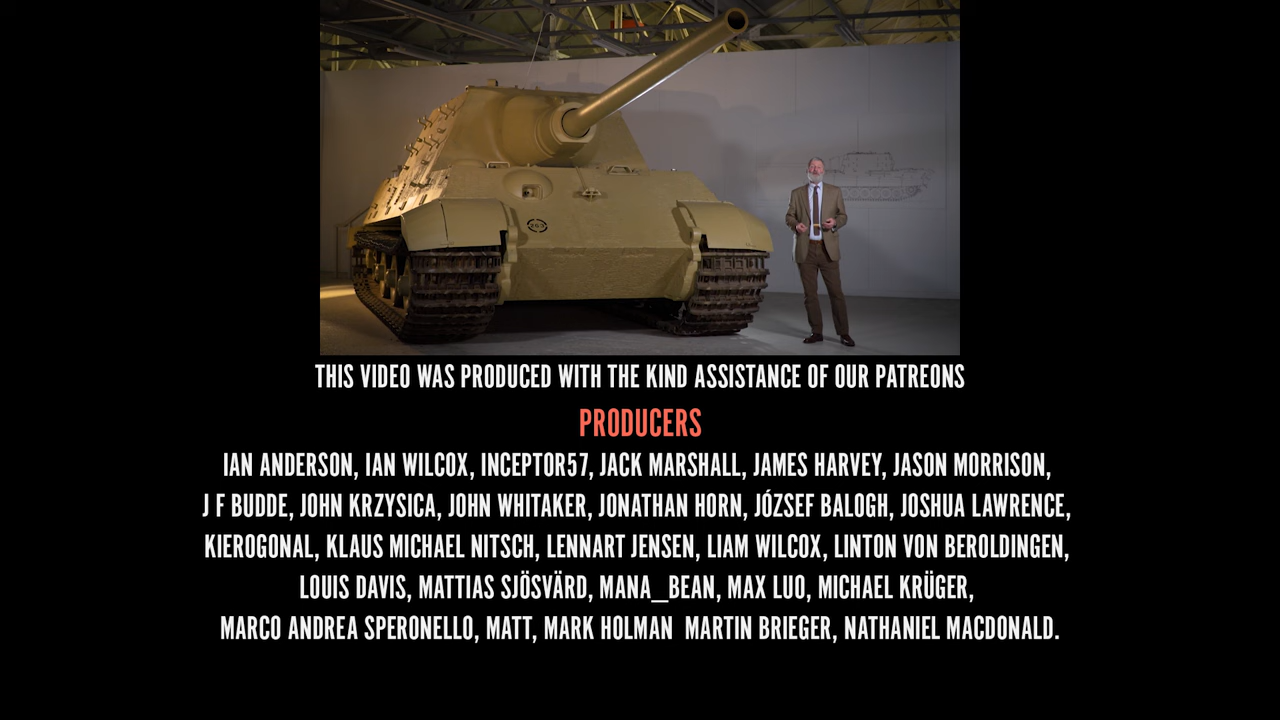 THIS VIDEO WAS PRODUCED WITH THE KIND ASSISTANCE OF OUR PATREONS
PRODUCERS
IAN ANDERSON, IAN WILCOX, INCEPTOR57, JACK MARSHALL, JAMES HARVEY, JASON MORRISON,
J F BUDDE, JOHN KRZYSICA, JOHN WHITAKER, JONATHAN HORN, JÓZSEF BALOGH, JOSHUA LAWRENCE,
KIEROGONAL, KLAUS MICHAEL NITSCH, LENNART JENSEN, LIAM WILCOX, LINTON VON BEROLDINGEN,
LOUIS DAVIS, MATTIAS SJÖSVÄRD, MANA_BEAN, MAX LUO, MICHAEL KRÜGER,
MARCO ANDREA SPERONELLO, MATT, MARK HOLMAN  MARTIN BRIEGER, NATHANIEL MACDONALD.